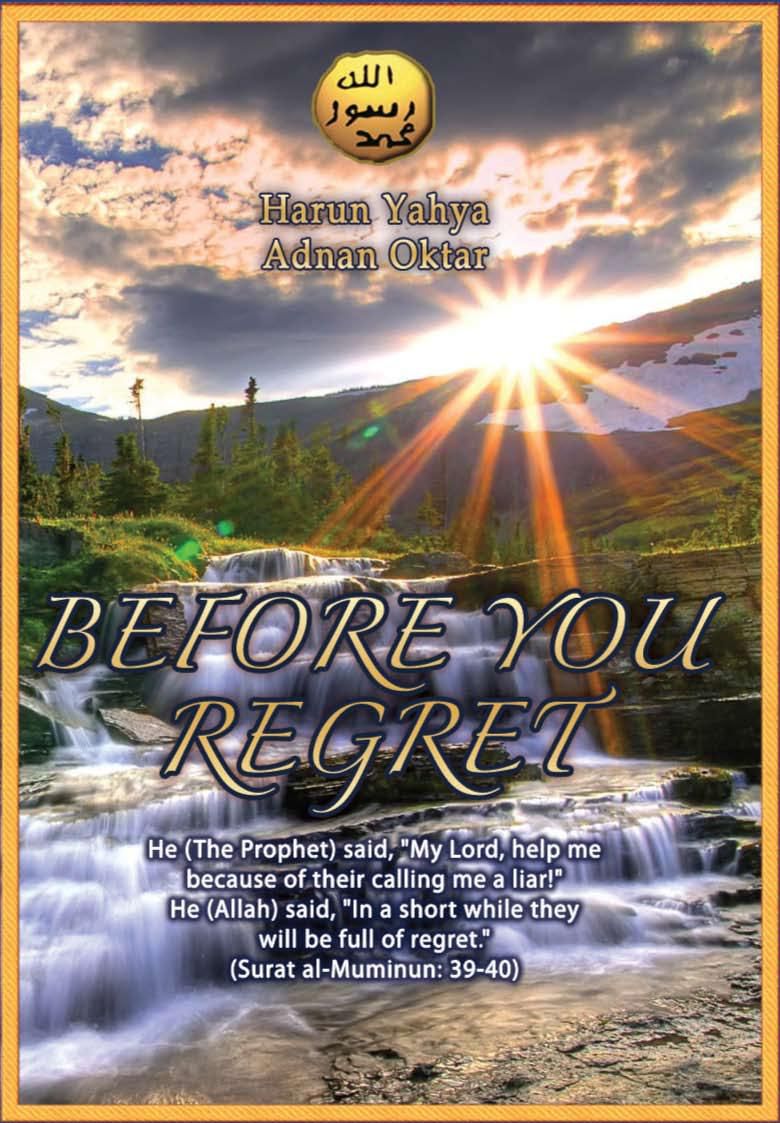 الله
رسور
محمد
Harun Yahya
Adnan Oktar
BEFORE YOU
REGRET
He (The Prophet) said, "My Lord, help me
because of their calling me a liar!"
He (Allah) said, "In a short while they
will be full of regret."
(Surat al-Muminun: 39-40)